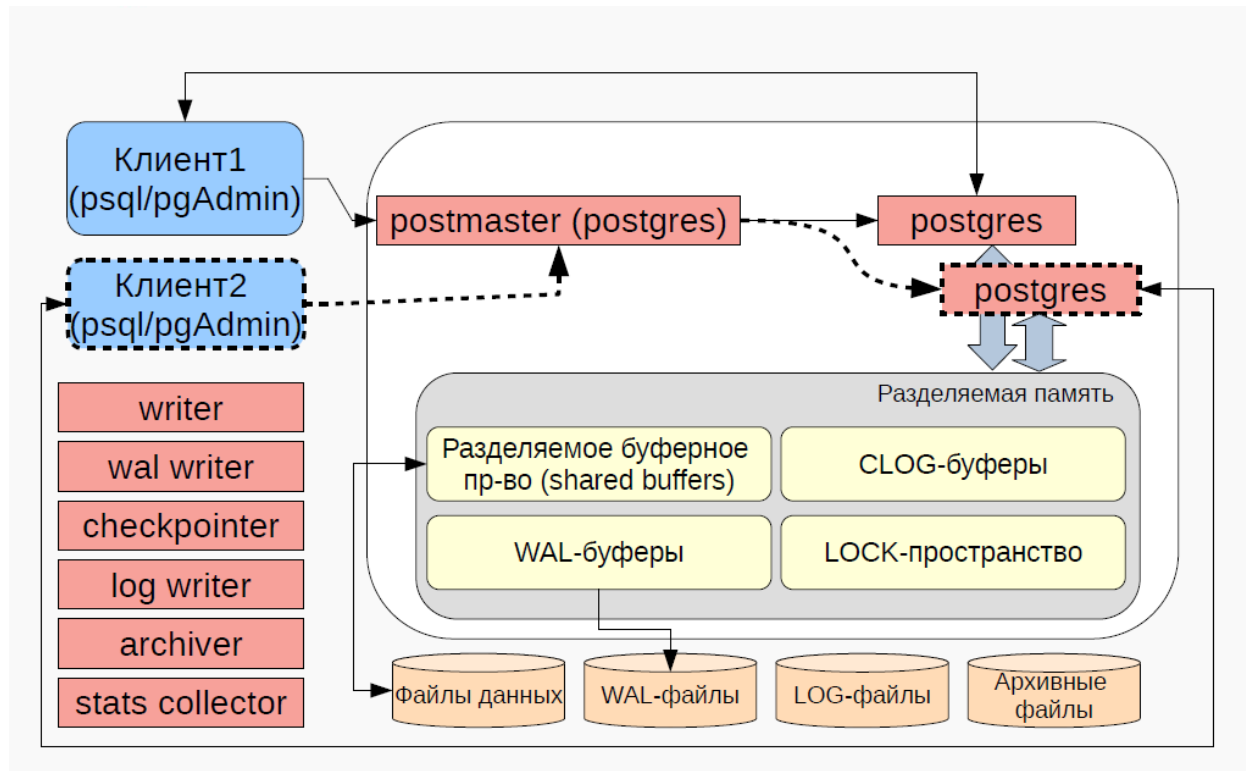 Клиент1
(psql/pgAdmin)
postmaster (postgres)
postgres
Клиент2
(psql/pgAdmin)
postgres
writer
wal writer
checkpointer
log writer
archiver
stats collector
Разделяемая память
Разделяемое буферное
пр-во (shared buffers)
CLOG-буферы
WAL-буферы
LOCK-пространство
Файлы данных
WAL-файлы
LOG-файлы
Архивные
файлы